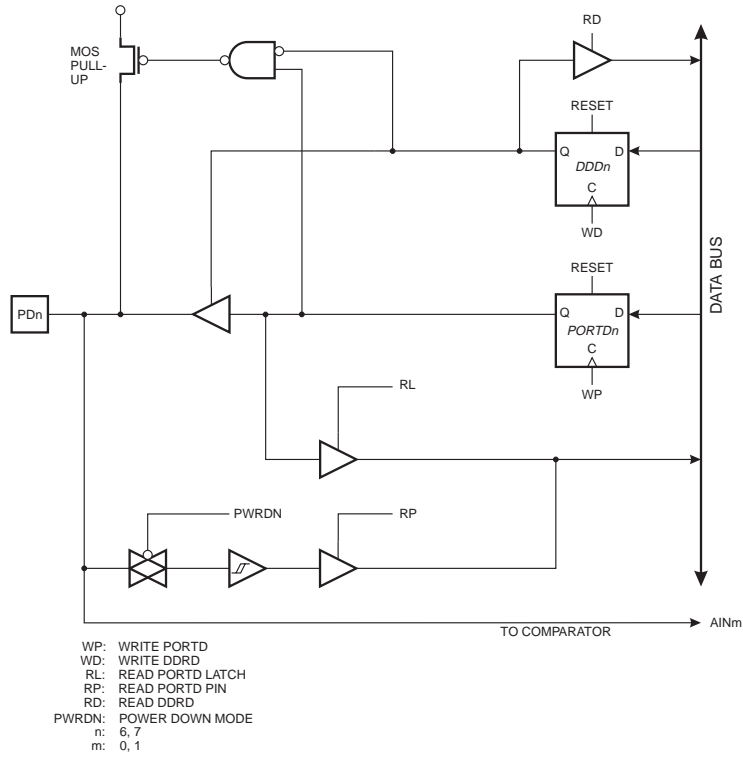 RD
MOS
PULL-
UP
RESET
Q
D
DDDn
C
WD
DATA BUS
RESET
PDn
Q
D
PORTDn
C
WP
RL
PWRDN
RP
TO COMPARATOR
AINm
WP: WRITE PORTD
WD: WRITE DDRD
RL: READ PORTD LATCH
RP: READ PORTD PIN
RD: READ DDRD
PWRDN: POWER DOWN MODE
n: 6, 7
m: 0, 1